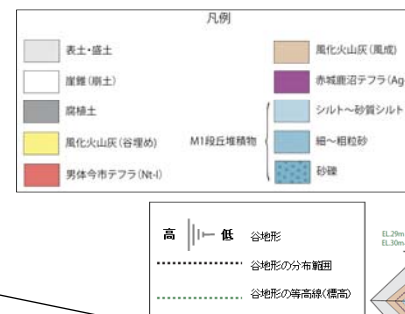 凡例
表土・盛土
崖錐(崩土)
腐植土
風化火山灰(谷埋め)
男体今市テフラ(Nt-I)
風化火山灰(風成)
赤城鹿沼テフラ(Ag
M1段丘堆積物
シルト～砂質シルト
細～粗粒砂
砂礫
高 低 谷地形
谷地形の分布範囲
谷地形の等高線(標高)
EL.29m
EL.30m